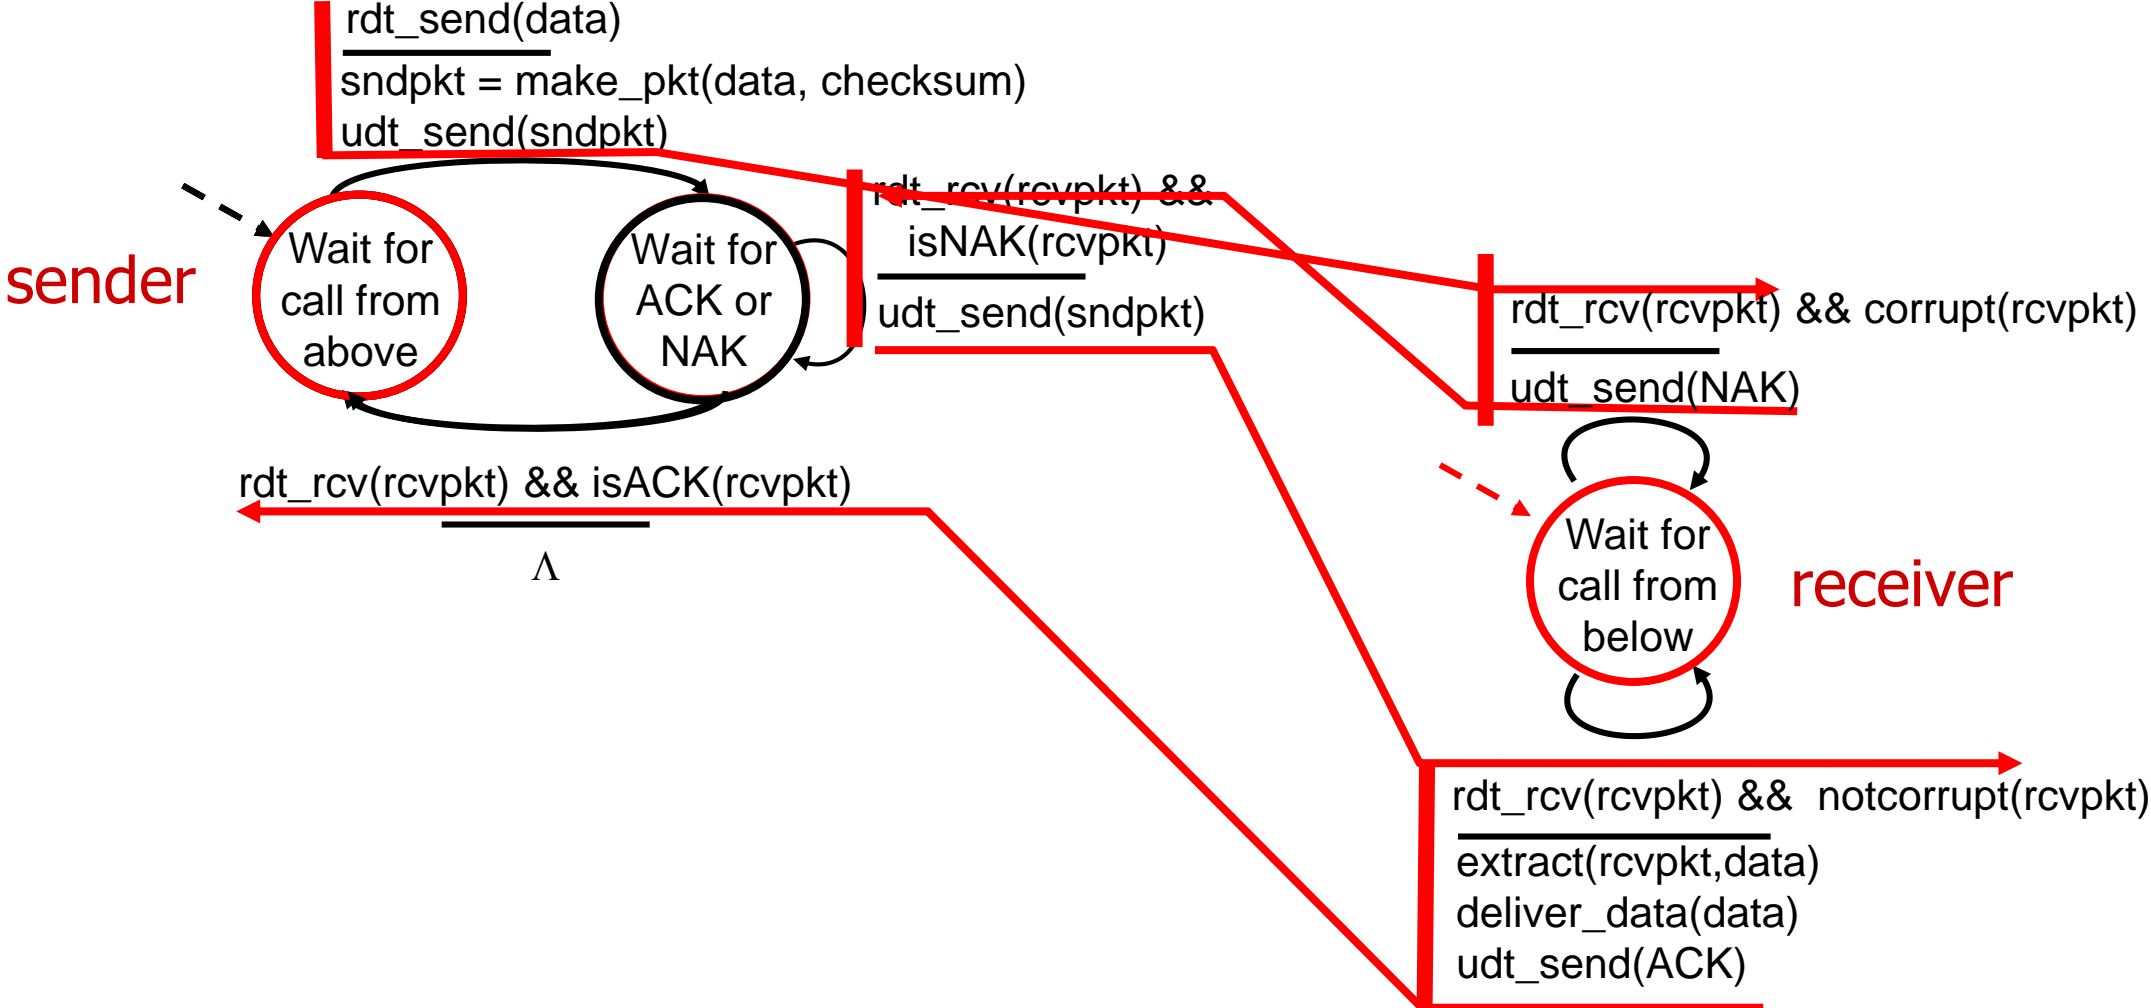 rdt_send(data)
sndpkt = make_pkt(data, checksum)
udt_send(sndpkt)
sender
Wait for
call from
above
Wait for
ACK or
NAK
rdt_rcv(rcvpkt) &&
isNAK(rcvpkt)
udt_send(sndpkt)
rdt_rcv(rcvpkt) && isACK(rcvpkt)
Λ
rdt_rcv(rcvpkt) && corrupt(rcvpkt)
udt_send(NAK)
Wait for
call from
below
receiver
rdt_rcv(rcvpkt) && notcorrupt(rcvpkt)
extract(rcvpkt,data)
deliver_data(data)
udt_send(ACK)